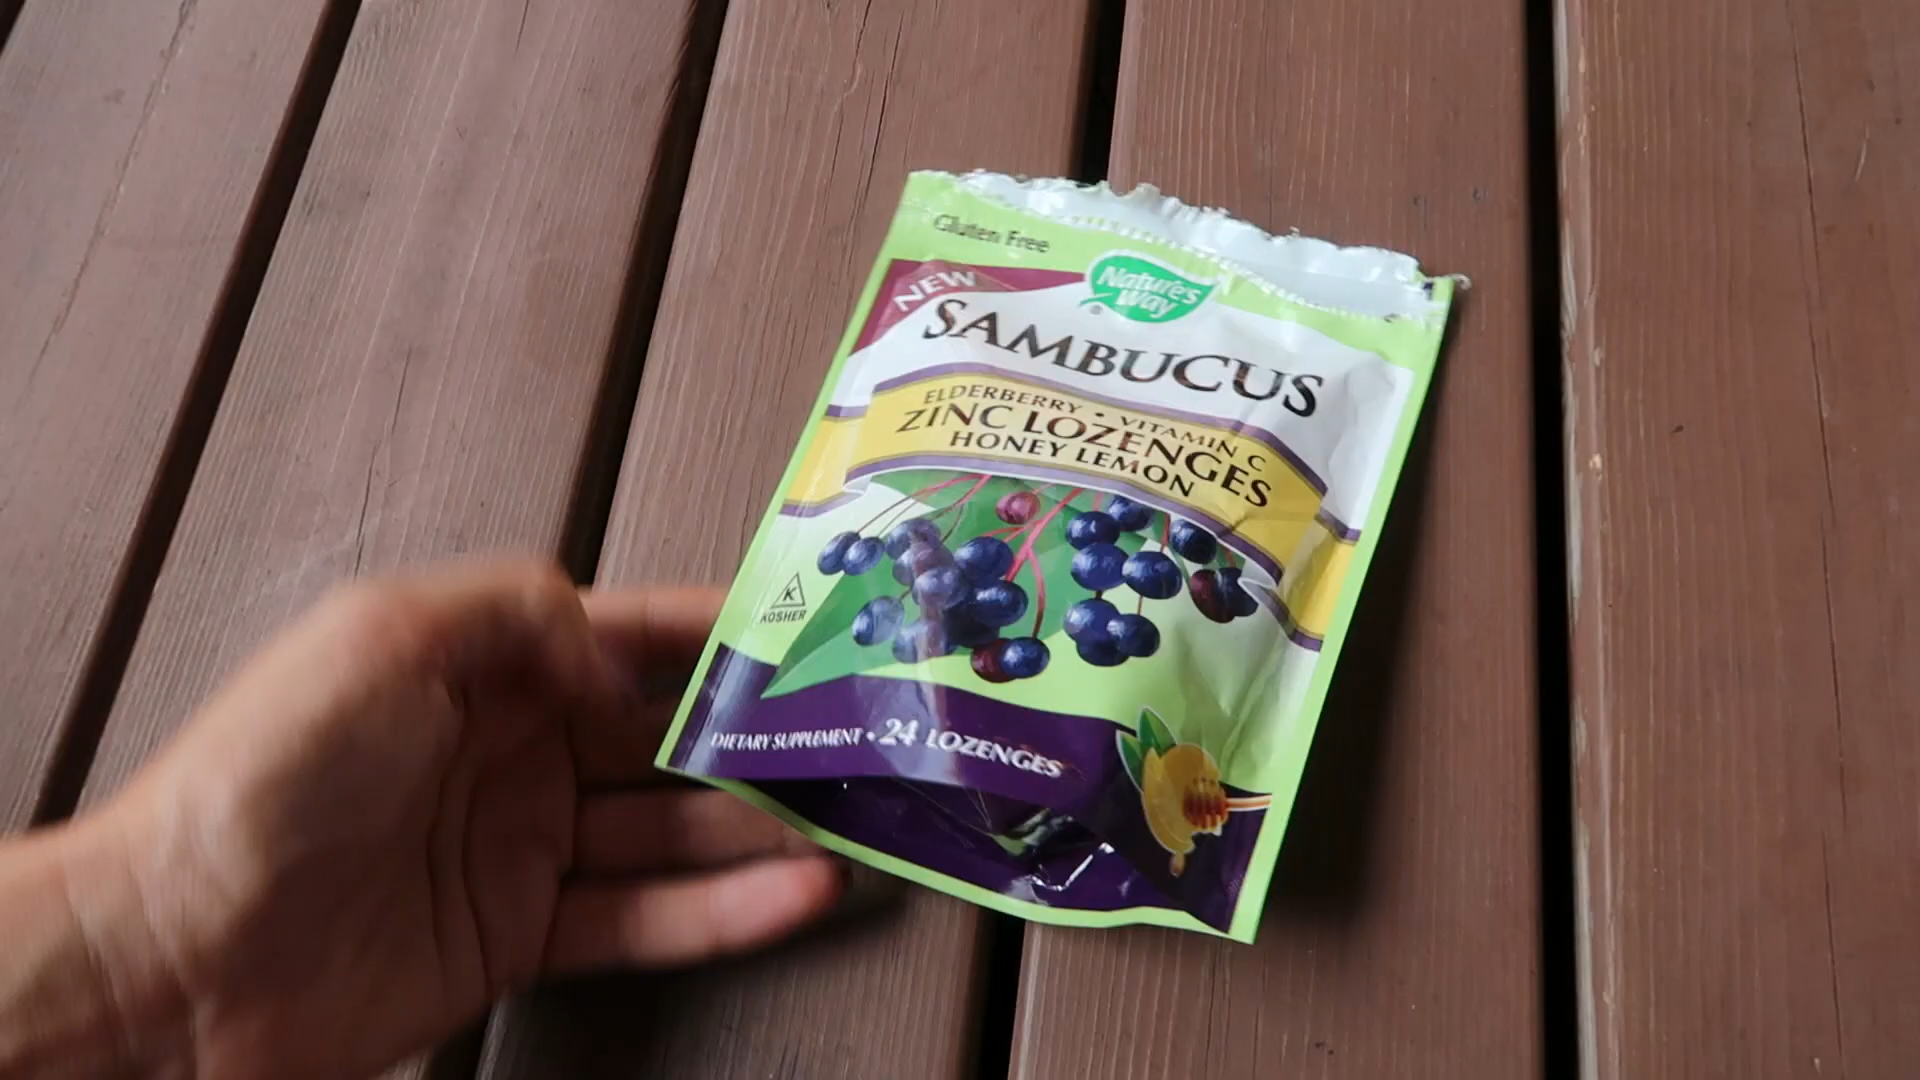 Gluten Free
NEW
Nature's
Way®
SAMBUCUS
ELDERBERRY • VITAMIN C
ZINC LOZENGES
HONEY LEMON
K
KOSHER
DIETARY SUPPLEMENT • 24 LOZENGES